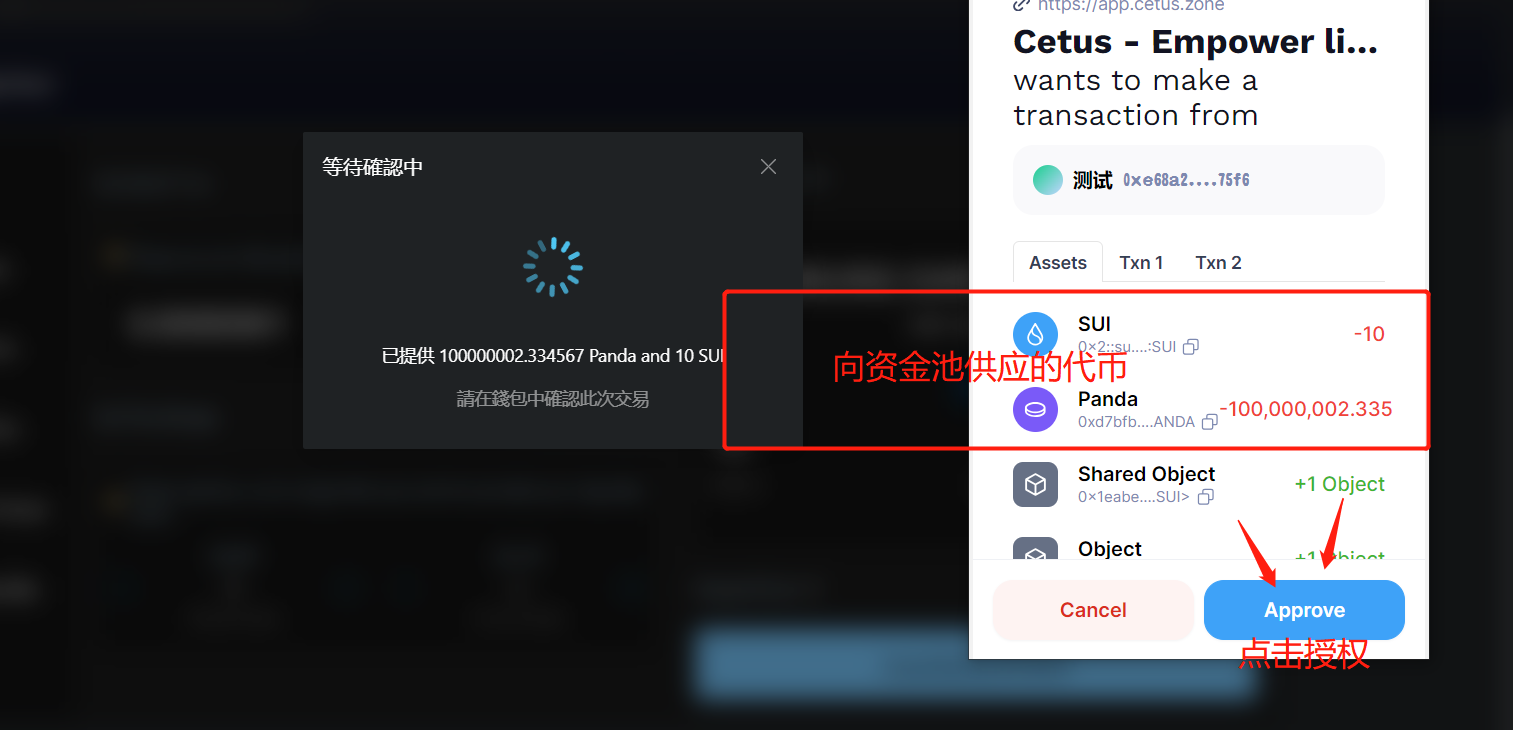 https://app.cetus.zone
Cetus - Empower li...
wants to make a
transaction from
测试 0xe68a2....75f6
Assets Txn 1 Txn 2
等待確認中
已提供 100000002.334567 Panda and 10 SUI
請在錢包中確認此次交易
SUI
-10
0×2::su....:SUI
向资金池供应的代币
Panda
-100,000,002.335
0xd7bfb....ANDA
Shared Object
+1 Object
0×1eabe....SUI>
Object
+1 Object
Cancel
Approve
点击授权